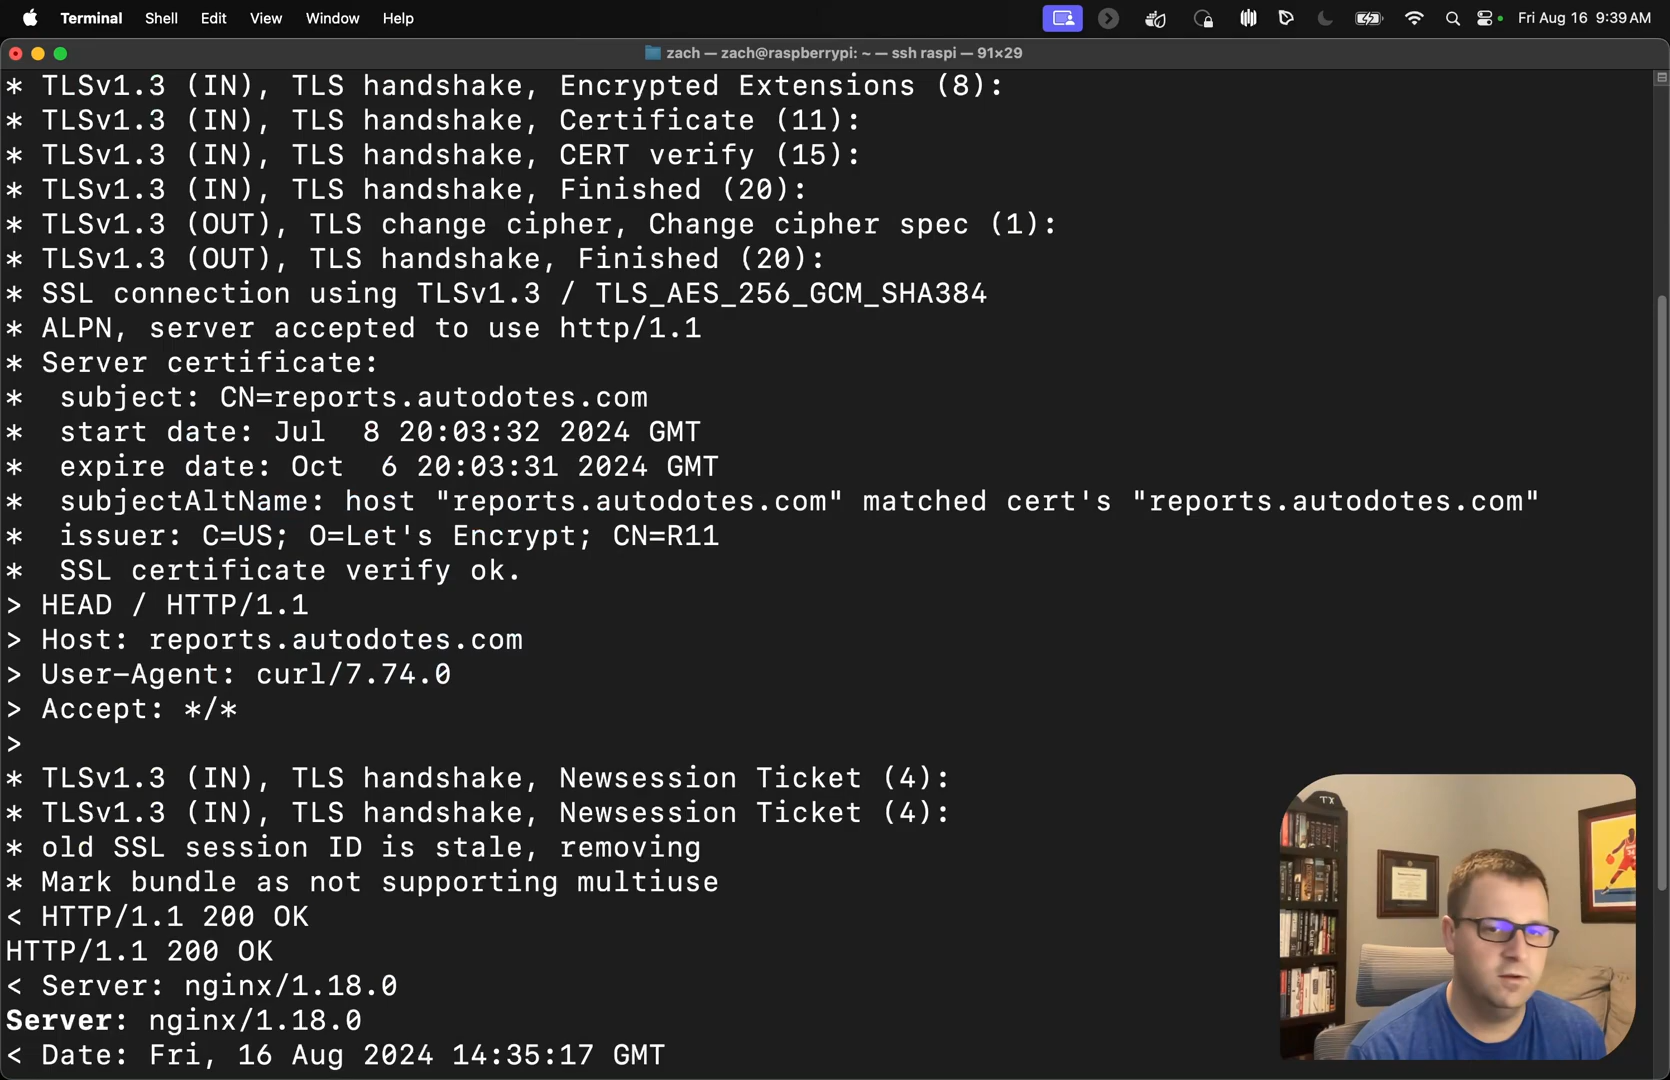 Terminal Shell Edit View Window Help Fri Aug 16 9:39 AM
zach — zach@raspberrypi: ~ — ssh raspi — 91×29
* TLSv1.3 (IN), TLS handshake, Encrypted Extensions (8):
* TLSv1.3 (IN), TLS handshake, Certificate (11):
* TLSv1.3 (IN), TLS handshake, CERT verify (15):
* TLSv1.3 (IN), TLS handshake, Finished (20):
* TLSv1.3 (OUT), TLS change cipher, Change cipher spec (1):
* TLSv1.3 (OUT), TLS handshake, Finished (20):
* SSL connection using TLSv1.3 / TLS_AES_256_GCM_SHA384
* ALPN, server accepted to use http/1.1
* Server certificate:
*  subject: CN=reports.autodotes.com
*  start date: Jul  8 20:03:32 2024 GMT
*  expire date: Oct  6 20:03:31 2024 GMT
*  subjectAltName: host "reports.autodotes.com" matched cert's "reports.autodotes.com"
*  issuer: C=US; O=Let's Encrypt; CN=R11
*  SSL certificate verify ok.
> HEAD / HTTP/1.1
> Host: reports.autodotes.com
> User-Agent: curl/7.74.0
> Accept: */*
>
* TLSv1.3 (IN), TLS handshake, Newsession Ticket (4):
* TLSv1.3 (IN), TLS handshake, Newsession Ticket (4):
* old SSL session ID is stale, removing
* Mark bundle as not supporting multiuse
< HTTP/1.1 200 OK
HTTP/1.1 200 OK
< Server: nginx/1.18.0
Server: nginx/1.18.0
< Date: Fri, 16 Aug 2024 14:35:17 GMT